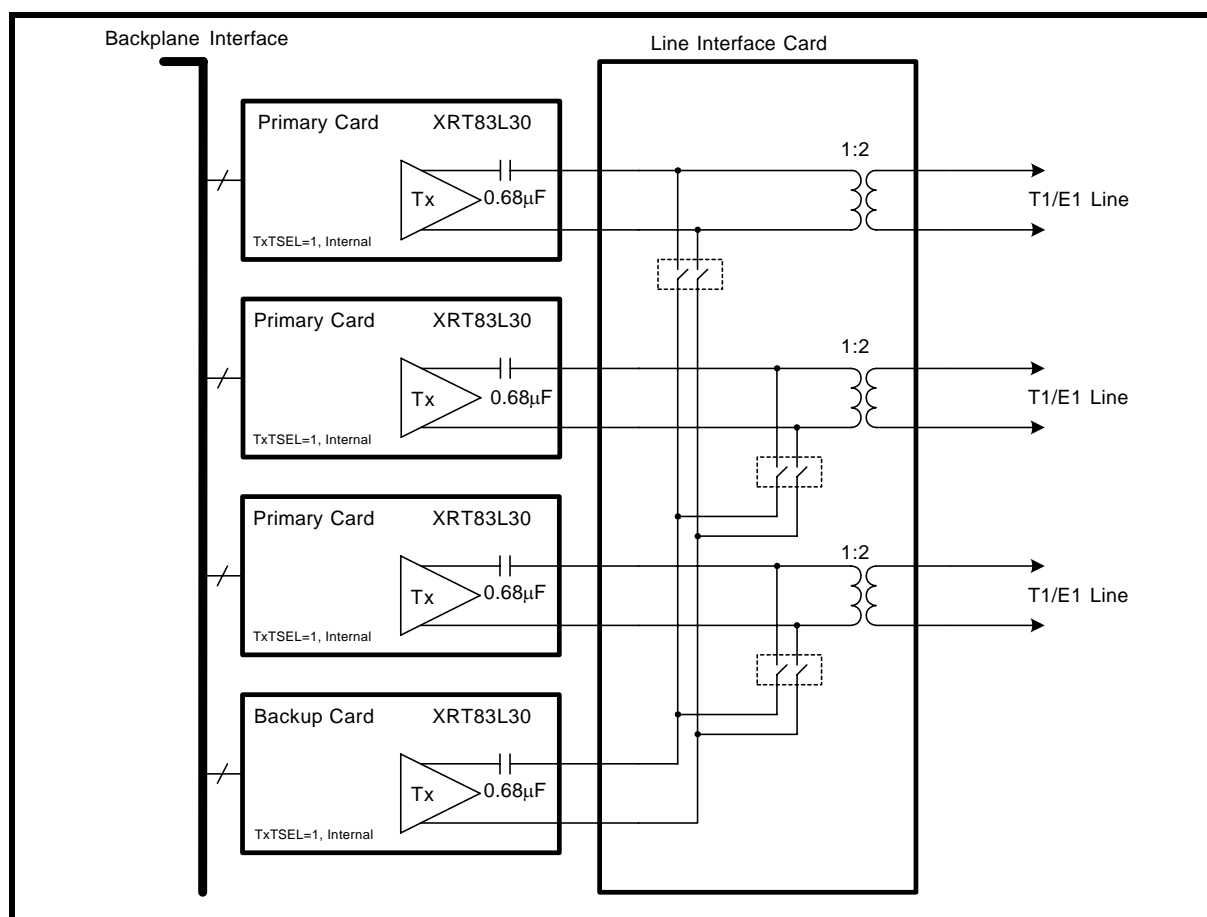 Backplane Interface
Line Interface Card
Primary Card XRT83L30
Tx
0.68µF
TxTSEL=1, Internal
1:2
T1/E1 Line
Primary Card XRT83L30
Tx
0.68µF
TxTSEL=1, Internal
1:2
T1/E1 Line
Primary Card XRT83L30
Tx
0.68µF
TxTSEL=1, Internal
1:2
T1/E1 Line
Backup Card XRT83L30
Tx
0.68µF
TxTSEL=1, Internal